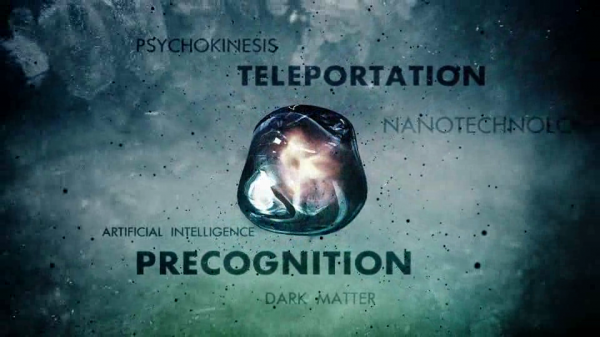 PSYCHOKINESIS
TELEPORTATION
NANOTECHNOLO
ARTIFICIAL INTELLIGENCE
PRECOGNITION
DARK MATTER